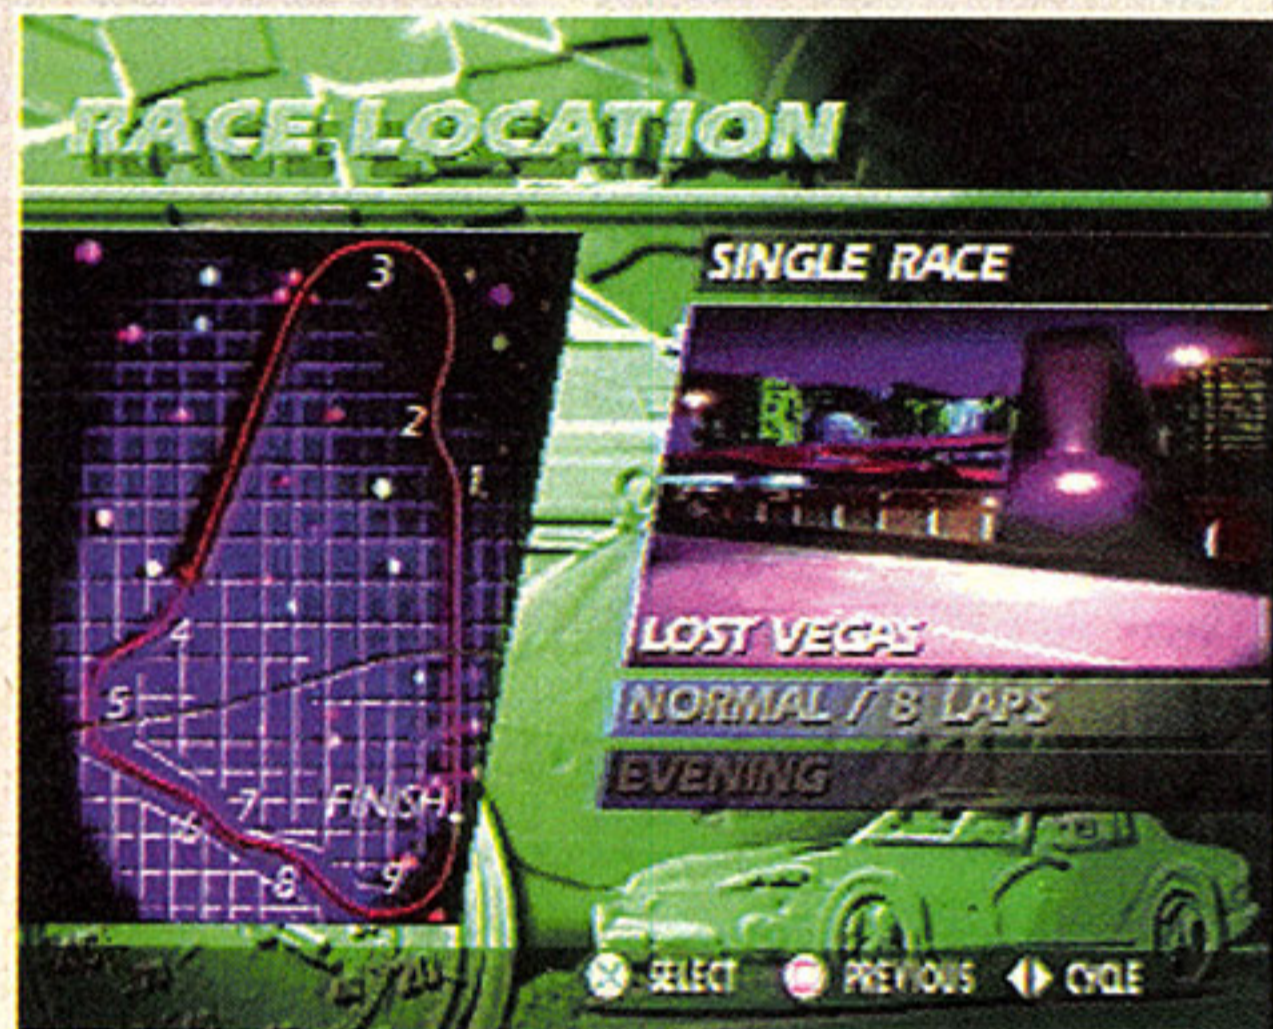 RACE LOCATION
SINGLE RACE
3
2
1
4
5
7
FINISH
6
8
9
LOST VEGAS
NORMAL / 8 LAPS
EVENING
SELECT PREVIOUS CYCLE